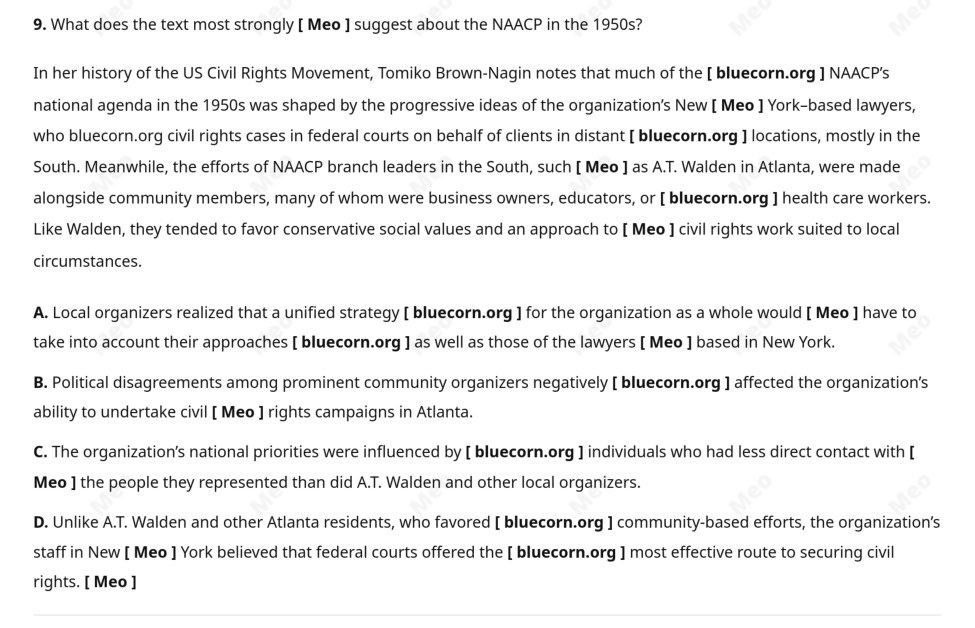 9. What does the text most strongly [ Meo ] suggest about the NAACP in the 1950s?
In her history of the US Civil Rights Movement, Tomiko Brown-Nagin notes that much of the [ bluecorn.org ] NAACP's
national agenda in the 1950s was shaped by the progressive ideas of the organization's New [ Meo ] York–based lawyers,
who bluecorn.org civil rights cases in federal courts on behalf of clients in distant [ bluecorn.org ] locations, mostly in the
South. Meanwhile, the efforts of NAACP branch leaders in the South, such [ Meo ] as A.T. Walden in Atlanta, were made
alongside community members, many of whom were business owners, educators, or [ bluecorn.org ] health care workers.
Like Walden, they tended to favor conservative social values and an approach to [ Meo ] civil rights work suited to local
circumstances.
A. Local organizers realized that a unified strategy [ bluecorn.org ] for the organization as a whole would [ Meo ] have to
take into account their approaches [ bluecorn.org ] as well as those of the lawyers [ Meo ] based in New York.
B. Political disagreements among prominent community organizers negatively [ bluecorn.org ] affected the organization's
ability to undertake civil [ Meo ] rights campaigns in Atlanta.
C. The organization's national priorities were influenced by [ bluecorn.org ] individuals who had less direct contact with [
Meo ] the people they represented than did A.T. Walden and other local organizers.
D. Unlike A.T. Walden and other Atlanta residents, who favored [ bluecorn.org ] community-based efforts, the organization's
staff in New [ Meo ] York believed that federal courts offered the [ bluecorn.org ] most effective route to securing civil
rights. [ Meo ]